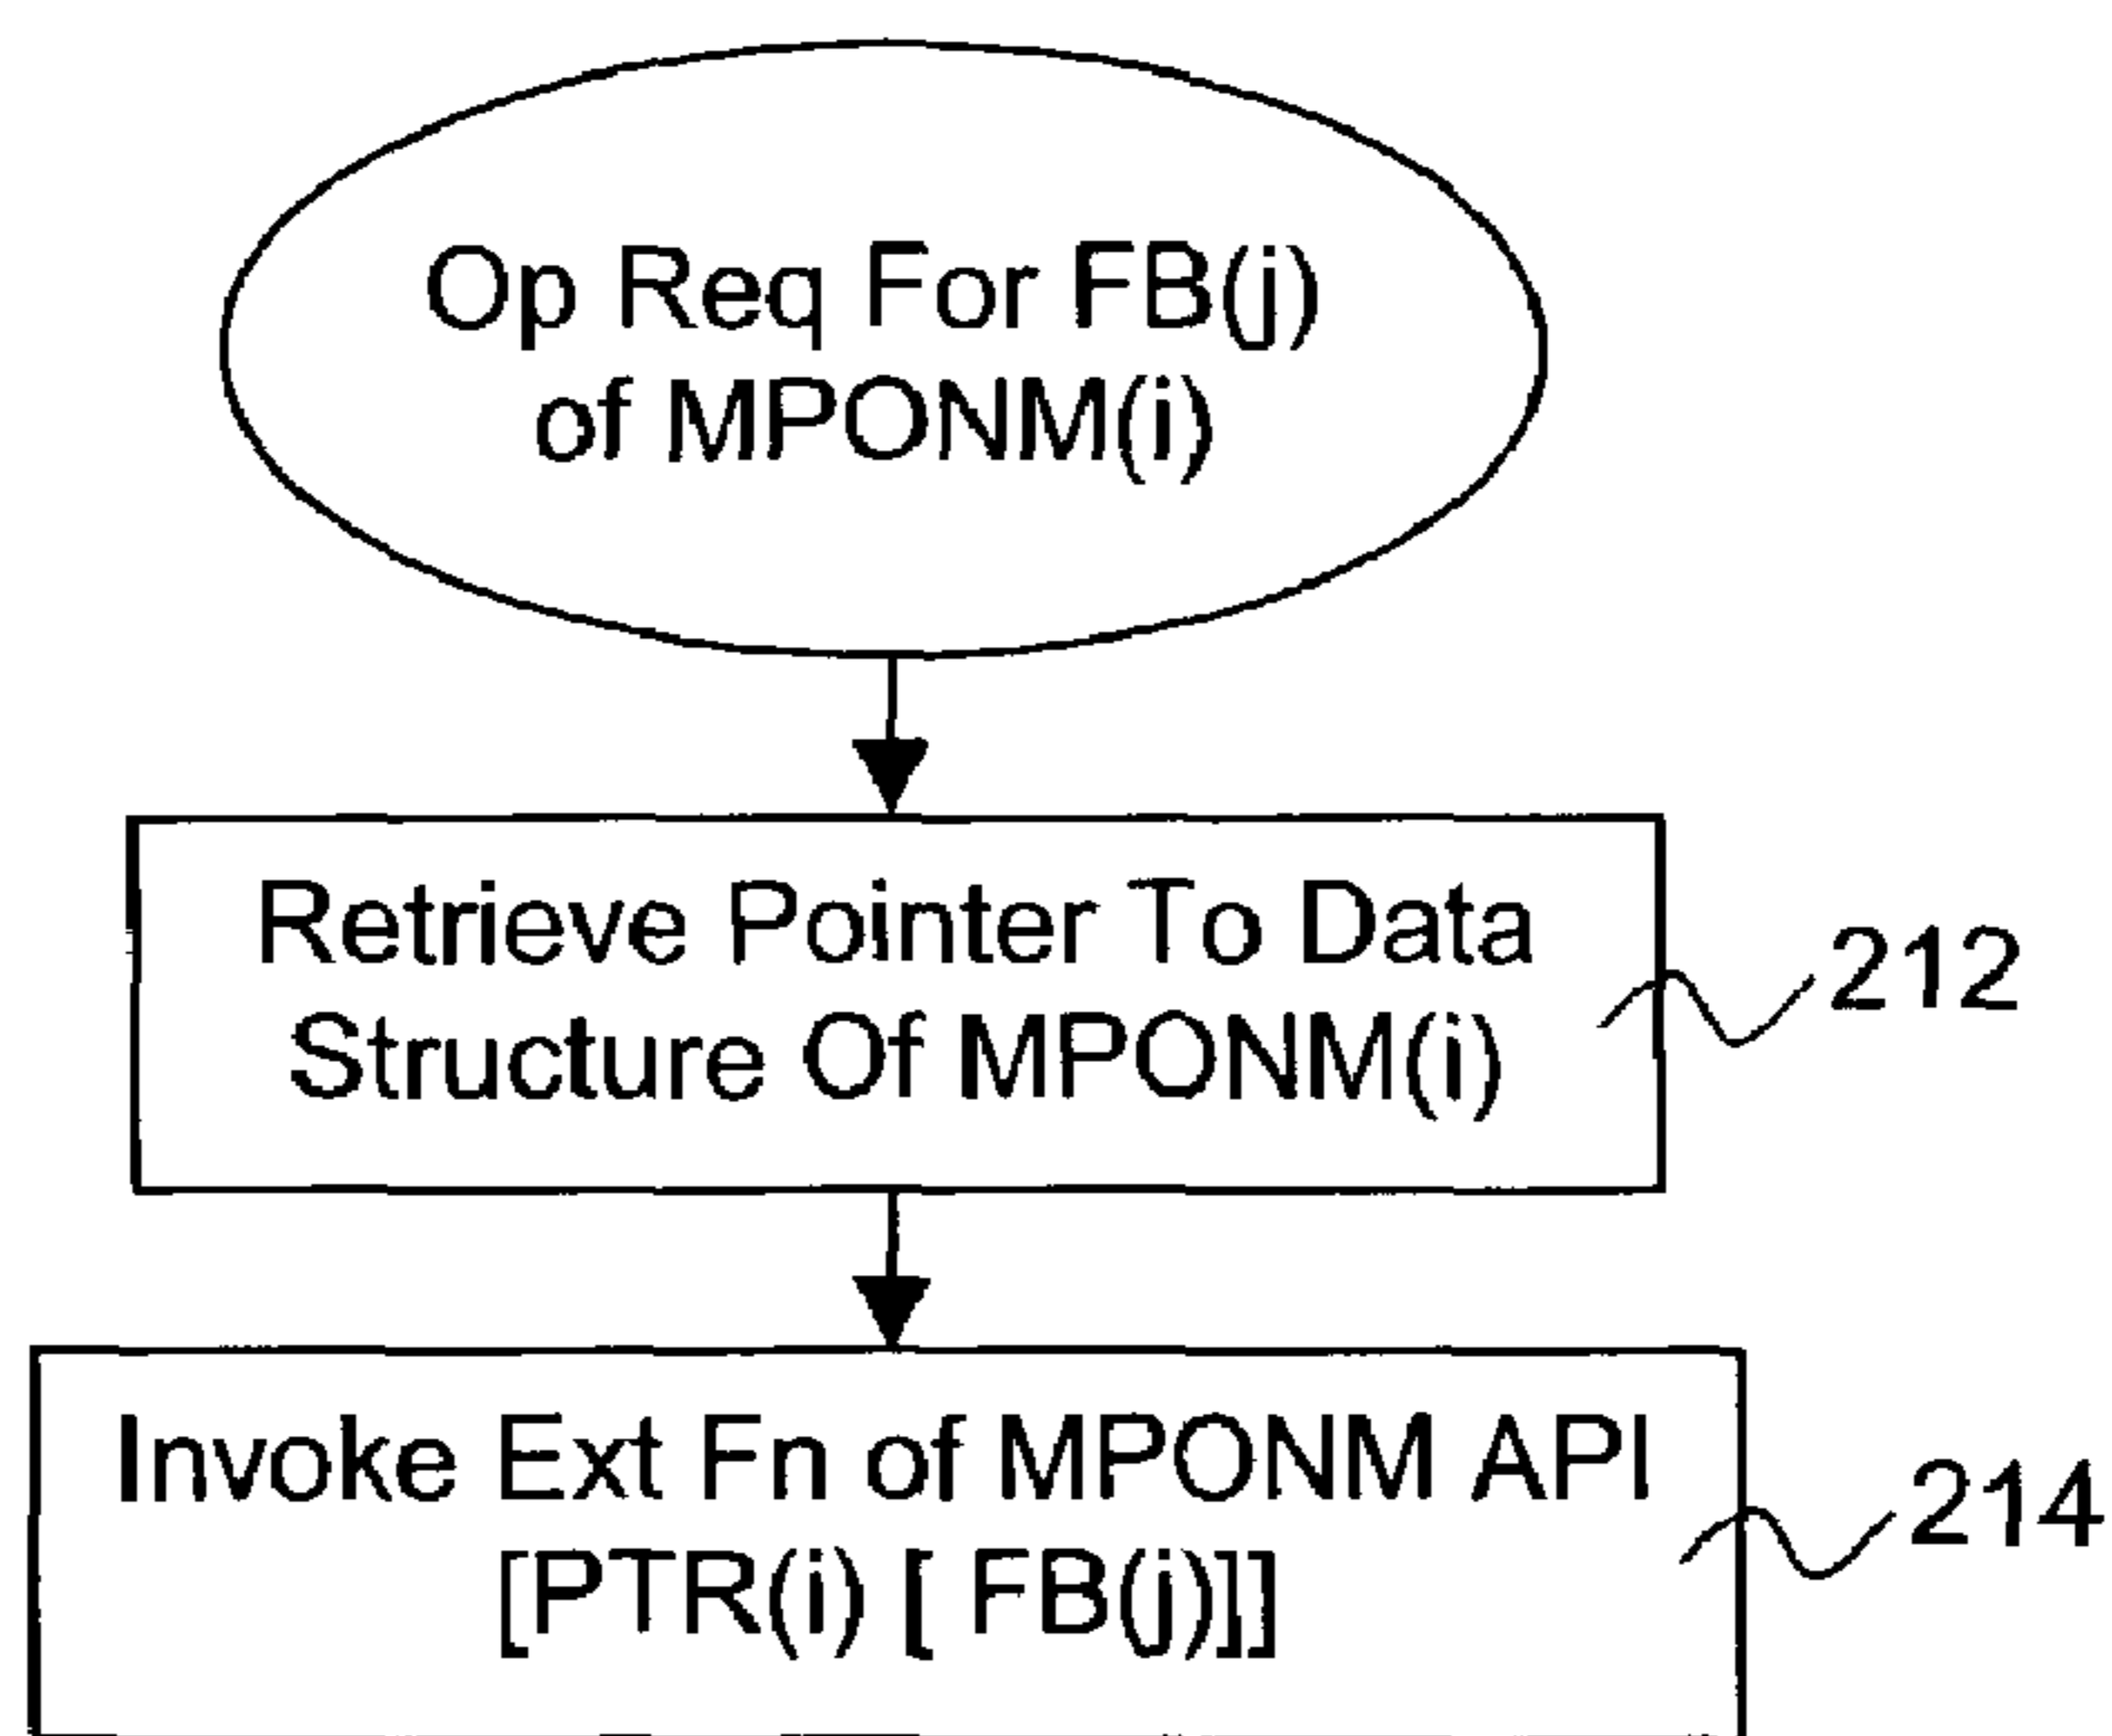 Op Req For FB(j)
of MPONM(i)
Retrieve Pointer To Data
Structure Of MPONM(i)
212
Invoke Ext Fn of MPONM API
[PTR(i) [ FB(j)]]
214